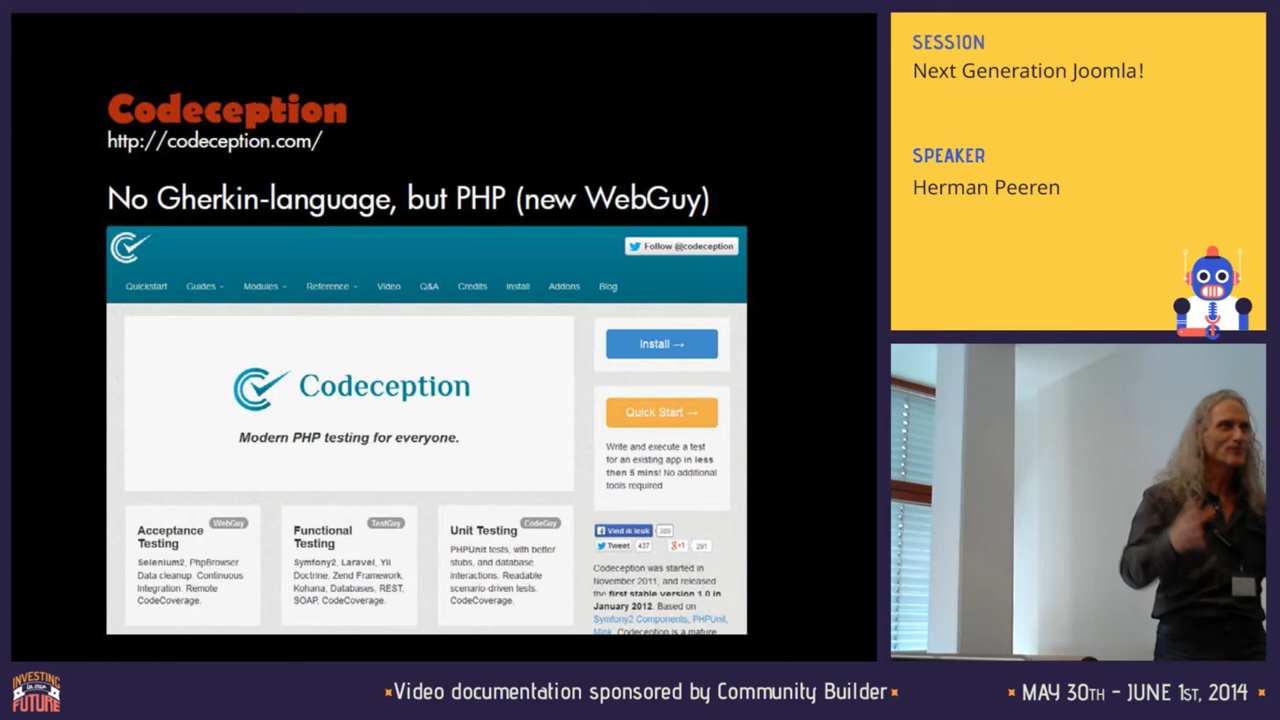 Codeception
http://codeception.com/
No Gherkin-language, but PHP (new WebGuy)
Follow @codeception
Quickstart Guides Modules Reference Video Q&A Credits Install Addons Blog
Codeception
Modern PHP testing for everyone.
Install →
Quick Start →
Write and execute a test
for an existing app in less
then 5 mins! No additional
tools required
Acceptance WebGuy
Testing
Selenium2, PhpBrowser
Data cleanup. Continuous
Integration. Remote
CodeCoverage.
Functional TestGuy
Testing
Symfony2, Laravel, Yii
Doctrine, Zend Framework,
Kohana, Databases, REST,
SOAP, CodeCoverage.
Unit Testing CodeGuy
PHPUnit tests, with better
stubs, and database
interactions. Readable
scenario-driven tests.
CodeCoverage.
Vind ik leuk
Tweet 437 g+1 291
Codeception was started in
November 2011, and released
the first stable version 1.0 in
January 2012. Based on
Symfony2 Components, PHPUnit,
Mink. Codeception is a mature
SESSION
Next Generation Joomla!
SPEAKER
Herman Peeren
INVESTING
IN OUR
FUTURE
Video documentation sponsored by Community Builder
MAY 30TH - JUNE 1ST, 2014